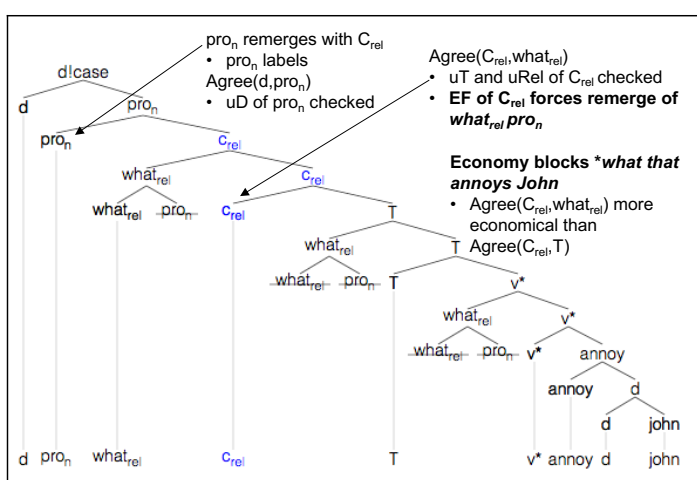 pro_n remerges with C_rel
• pro_n labels
Agree(d,pro_n)
• uD of pro_n checked
Agree(C_rel,what_rel)
• uT and uRel of C_rel checked
• EF of C_rel forces remerge of
what_rel pro_n
Economy blocks *what that
annoys John
• Agree(C_rel,what_rel) more
economical than
Agree(C_rel,T)
d!case
d pro_n
pro_n c_rel
what_rel c_rel
what_rel pro_n c_rel T
what_rel T
what_rel pro_n T v*
what_rel v*
what_rel pro_n v* annoy
annoy d
d john
d pro_n what_rel c_rel T v* annoy d john